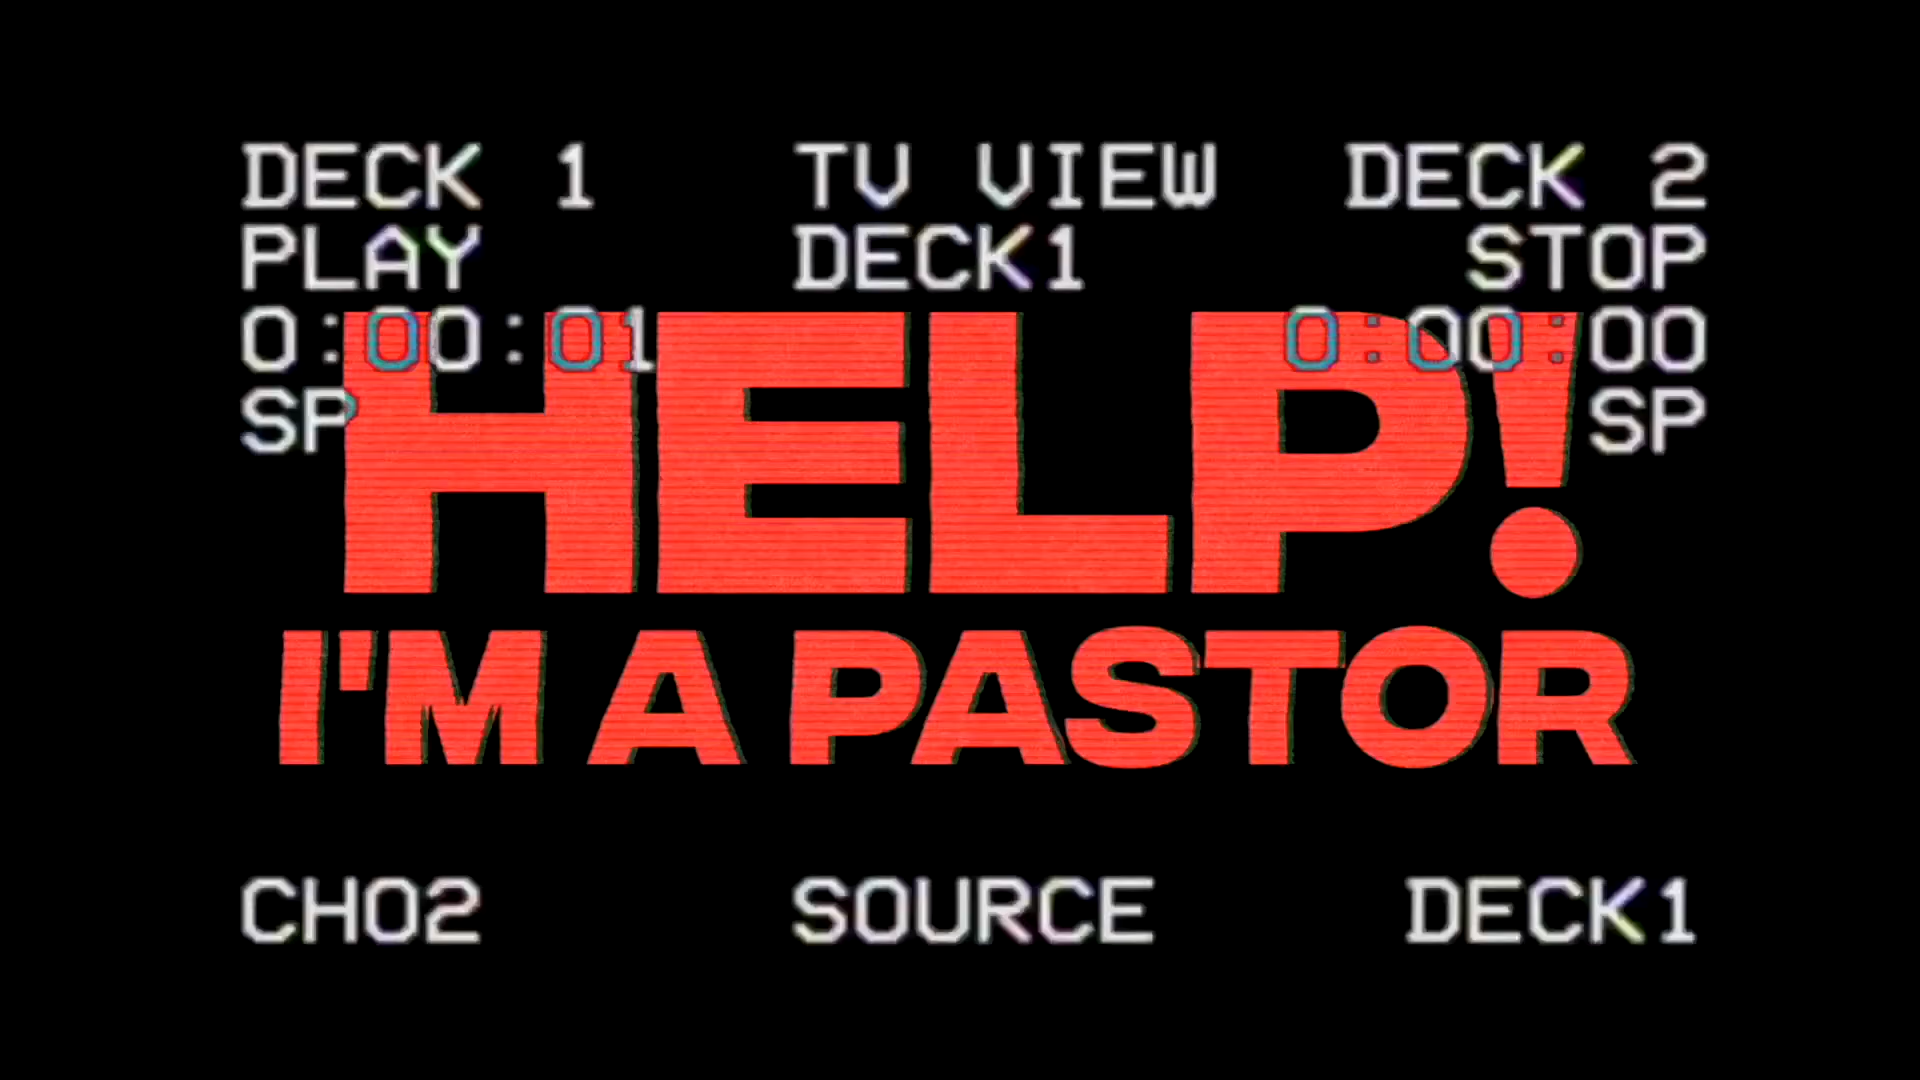 DECK 1 TV VIEW DECK 2
PLAY DECK1 STOP
0:00:01 0:00:00
SP SP
HELP!
I'M A PASTOR
CH02 SOURCE DECK1